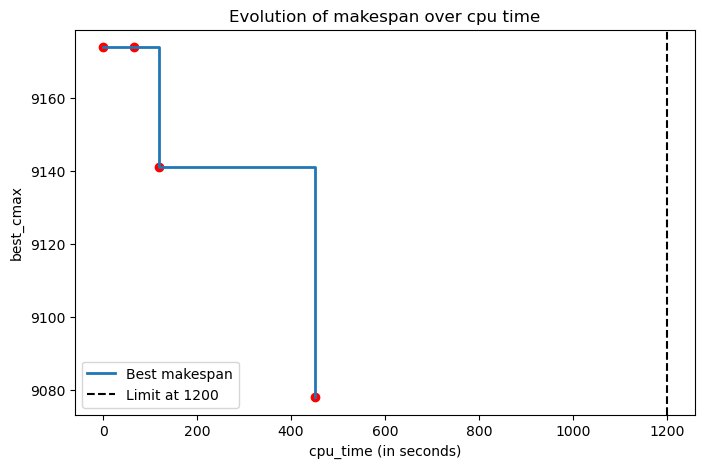 Evolution of makespan over cpu time
best_cmax
9160
9140
9120
9100
9080
Best makespan
Limit at 1200
0 200 400 600 800 1000 1200
cpu_time (in seconds)